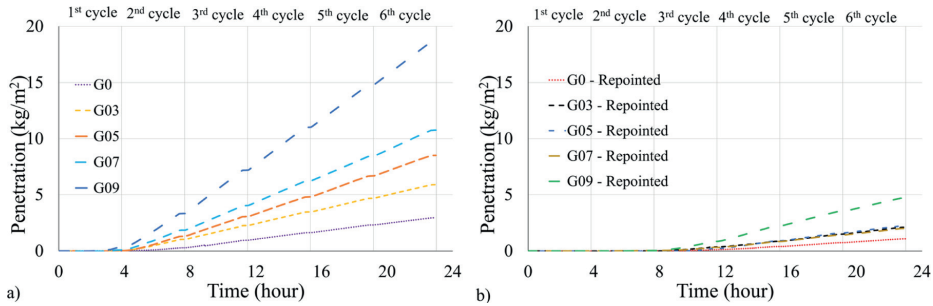 1st cycle 2nd cycle 3rd cycle 4th cycle 5th cycle 6th cycle
20
15
10
5
0
Penetration (kg/m²)
G0
G03
G05
G07
G09
0 4 8 12 16 20 24
Time (hour)
a)
1st cycle 2nd cycle 3rd cycle 4th cycle 5th cycle 6th cycle
20
15
10
5
0
Penetration (kg/m²)
G0 - Repointed
G03 - Repointed
G05 - Repointed
G07 - Repointed
G09 - Repointed
0 4 8 12 16 20 24
Time (hour)
b)